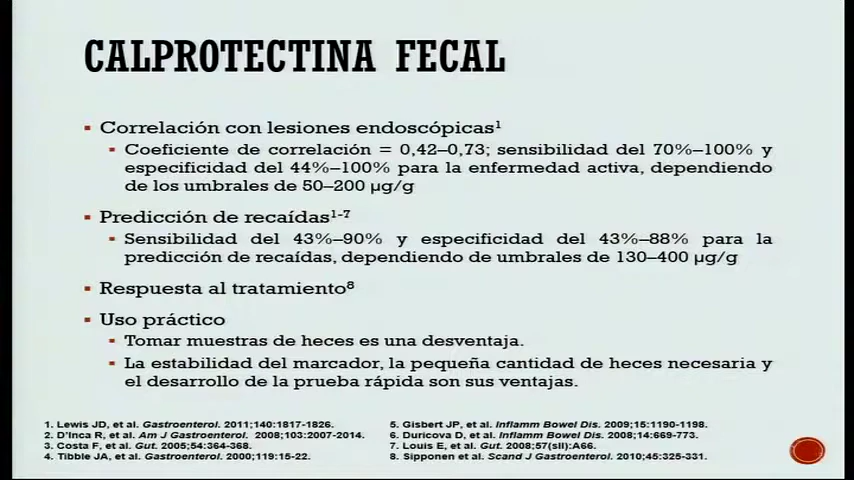 CALPROTECTINA FECAL
Correlación con lesiones endoscópicas¹
Coeficiente de correlación = 0,42–0,73; sensibilidad del 70%–100% y
especificidad del 44%–100% para la enfermedad activa, dependiendo
de los umbrales de 50–200 µg/g
Predicción de recaídas¹⁻⁷
Sensibilidad del 43%–90% y especificidad del 43%–88% para la
predicción de recaídas, dependiendo de umbrales de 130–400 µg/g
Respuesta al tratamiento⁸
Uso práctico
Tomar muestras de heces es una desventaja.
La estabilidad del marcador, la pequeña cantidad de heces necesaria y
el desarrollo de la prueba rápida son sus ventajas.
1. Lewis JD, et al. Gastroenterol. 2011;140:1817-1826.
2. D'Inca R, et al. Am J Gastroenterol. 2008;103:2007-2014.
3. Costa F, et al. Gut. 2005;54:364-368.
4. Tibble JA, et al. Gastroenterol. 2000;119:15-22.
5. Gisbert JP, et al. Inflamm Bowel Dis. 2009;15:1190-1198.
6. Duricova D, et al. Inflamm Bowel Dis. 2008;14:669-773.
7. Louis E, et al. Gut. 2008;57(sII):A66.
8. Sipponen et al. Scand J Gastroenterol. 2010;45:325-331.